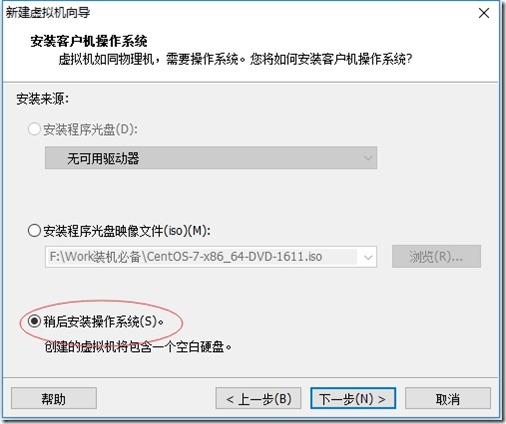 新建虚拟机向导
安装客户机操作系统
虚拟机如同物理机，需要操作系统。您将如何安装客户机操作系统?
安装来源:
安装程序光盘(D):
无可用驱动器
安装程序光盘映像文件(iso)(M):
F:\Work装机必备\CentOS-7-x86_64-DVD-1611.iso
浏览(R)...
稍后安装操作系统(S)。
创建的虚拟机将包含一个空白硬盘。
帮助
< 上一步(B)
下一步(N) >
取消